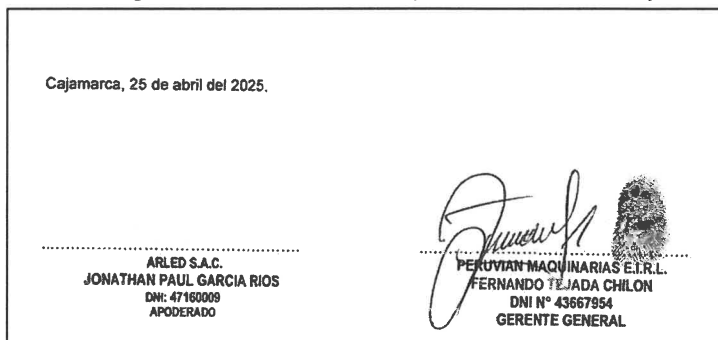 Cajamarca, 25 de abril del 2025.
ARLED S.A.C.
JONATHAN PAUL GARCIA RIOS
DNI: 47160009
APODERADO
PERUVIAN MAQUINARIAS E.I.R.L.
FERNANDO TEJADA CHILON
DNI N° 43667954
GERENTE GENERAL